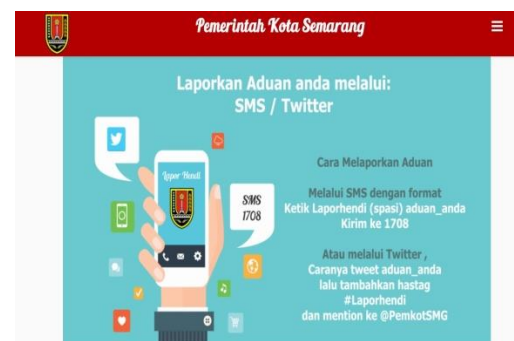 Pemerintah Kota Semarang
Laporkan Aduan anda melalui:
SMS / Twitter
Lapor Hendi
SMS
1708
Cara Melaporkan Aduan
Melalui SMS dengan format
Ketik Laporhendi (spasi) aduan_anda
Kirim ke 1708
Atau melalui Twitter ,
Caranya tweet aduan_anda
lalu tambahkan hastag
#Laporhendi
dan mention ke @PemkotSMG